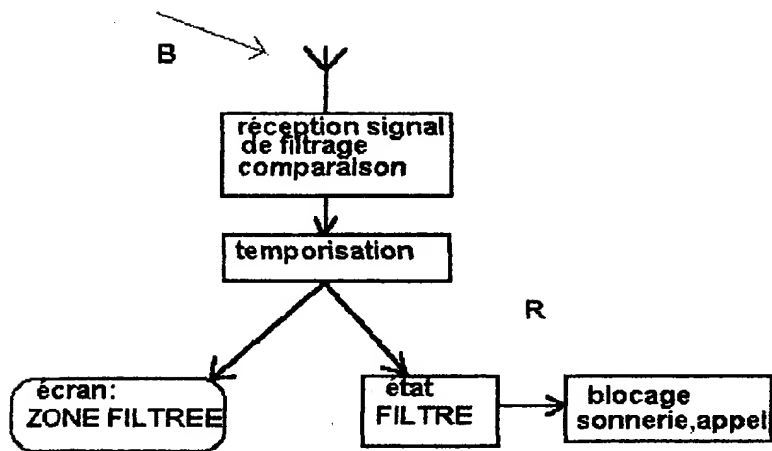 B
réception signal
de filtrage
comparaison
temporisation
R
écran:
ZONE FILTREE
état
FILTRE
blocage
sonnerie,appel